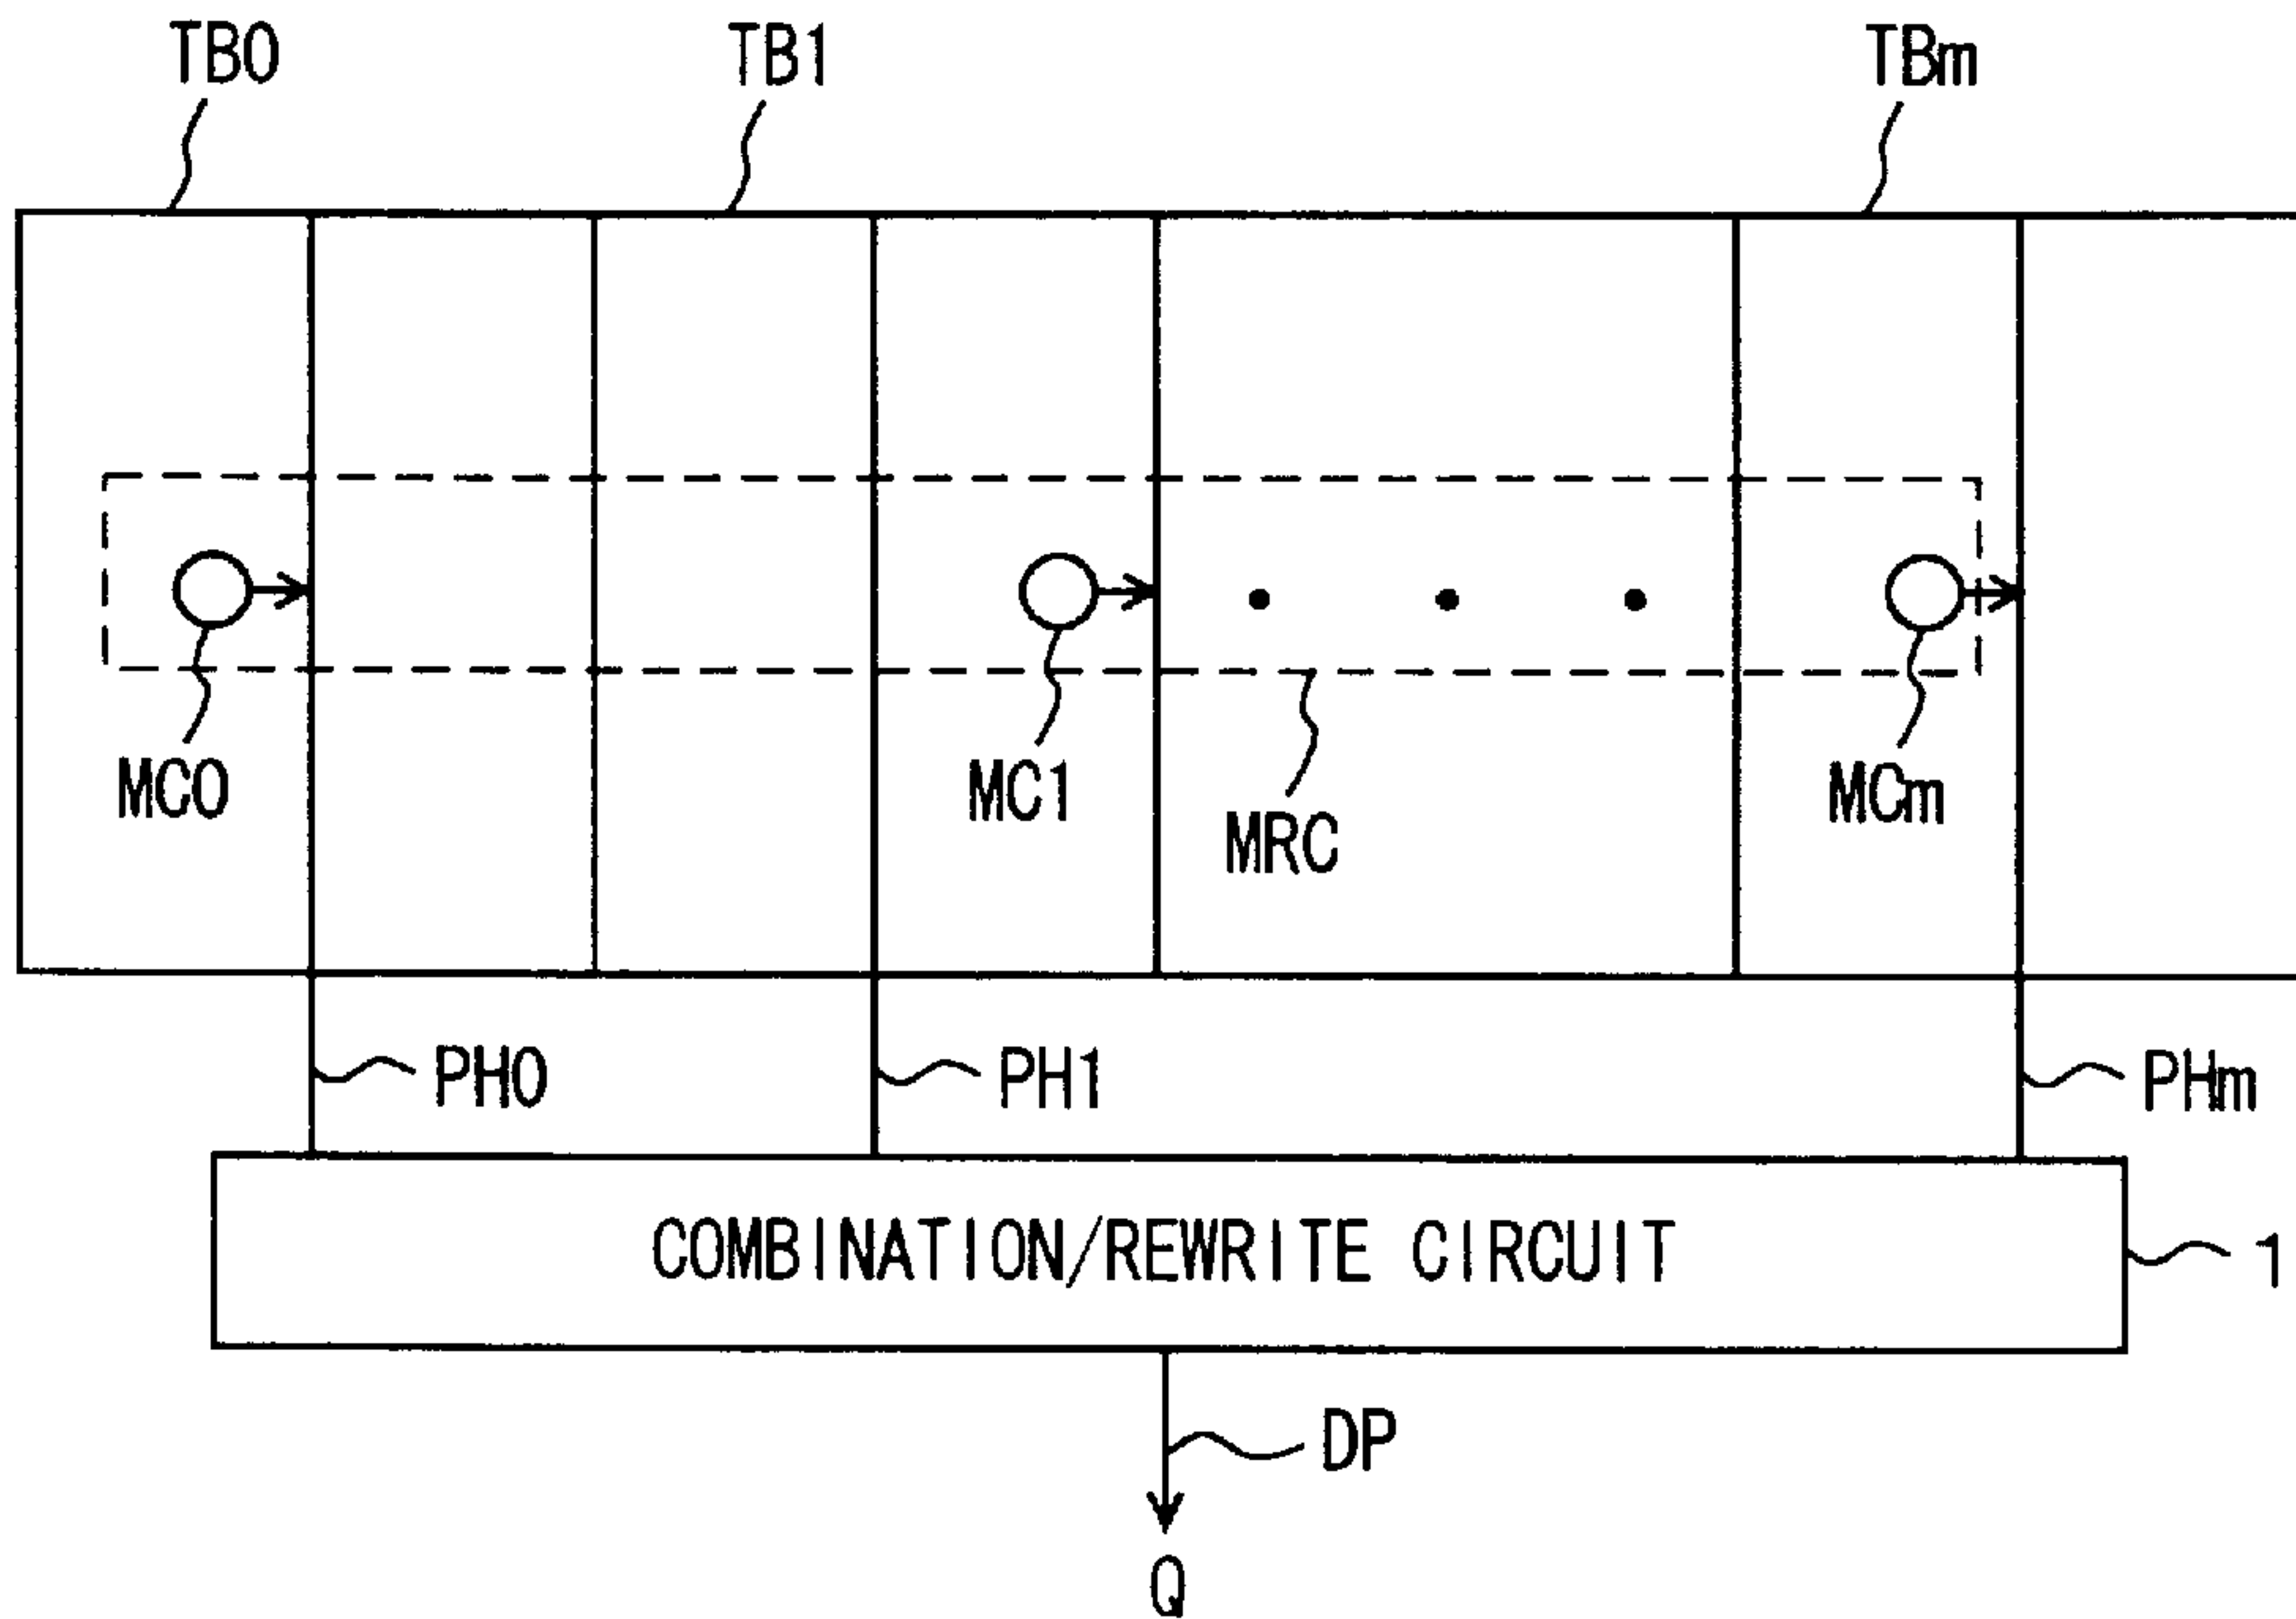 TB0 TB1 TBm
MC0 MC1 MCm
MRC
PH0 PH1 PHm
COMBINATION/REWRITE CIRCUIT 1
DP
Q